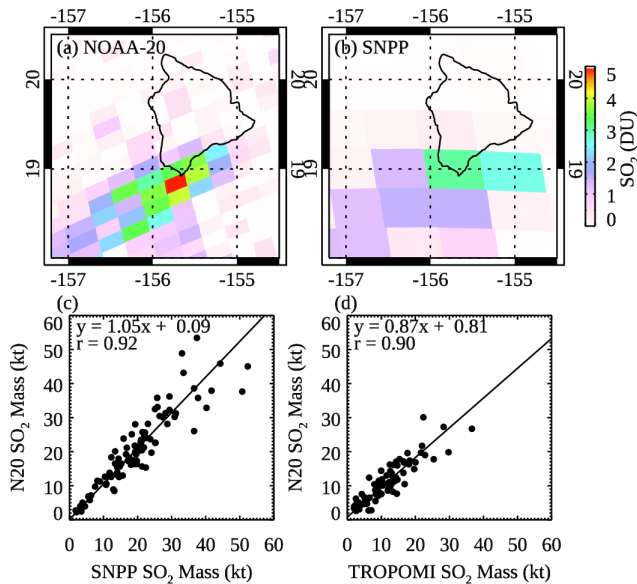 -157 -156 -155 -157 -156 -155
(a) NOAA-20
(b) SNPP
20 20 20
19 19 19
5
4
3
2
1
0
SO2 (DU)
-157 -156 -155 -157 -156 -155
(c) (d)
y = 1.05x + 0.09
r = 0.92
60
50
40
30
20
10
0
N20 SO2 Mass (kt)
0 10 20 30 40 50 60
SNPP SO2 Mass (kt)
y = 0.87x + 0.81
r = 0.90
60
50
40
30
20
10
0
N20 SO2 Mass (kt)
0 10 20 30 40 50 60
TROPOMI SO2 Mass (kt)